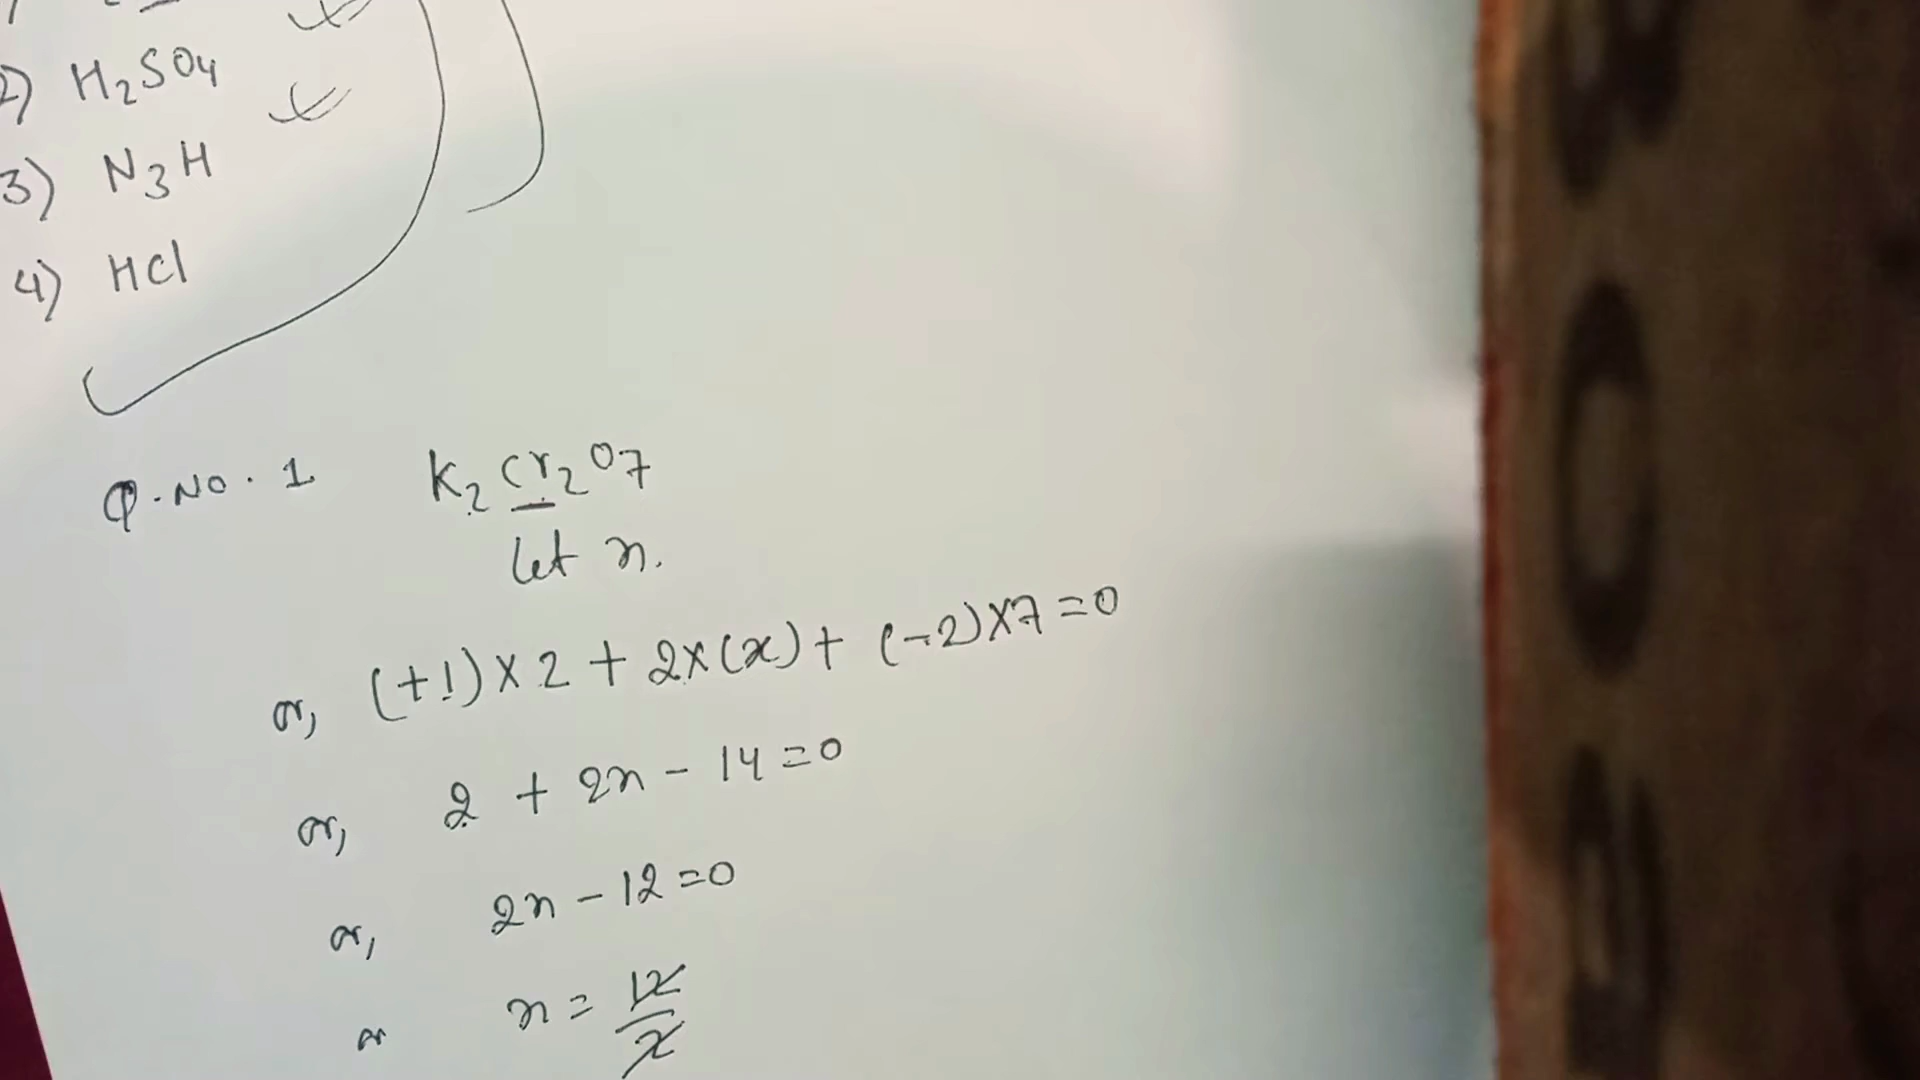 2) H₂SO₄
3) N₃H
4) HCl
Q.No. 1 K₂Cr₂O₇
let x.
or, (+1)×2 + 2×(x) + (-2)×7=0
or, 2 + 2x - 14=0
or, 2x - 12=0
or x = 12/2